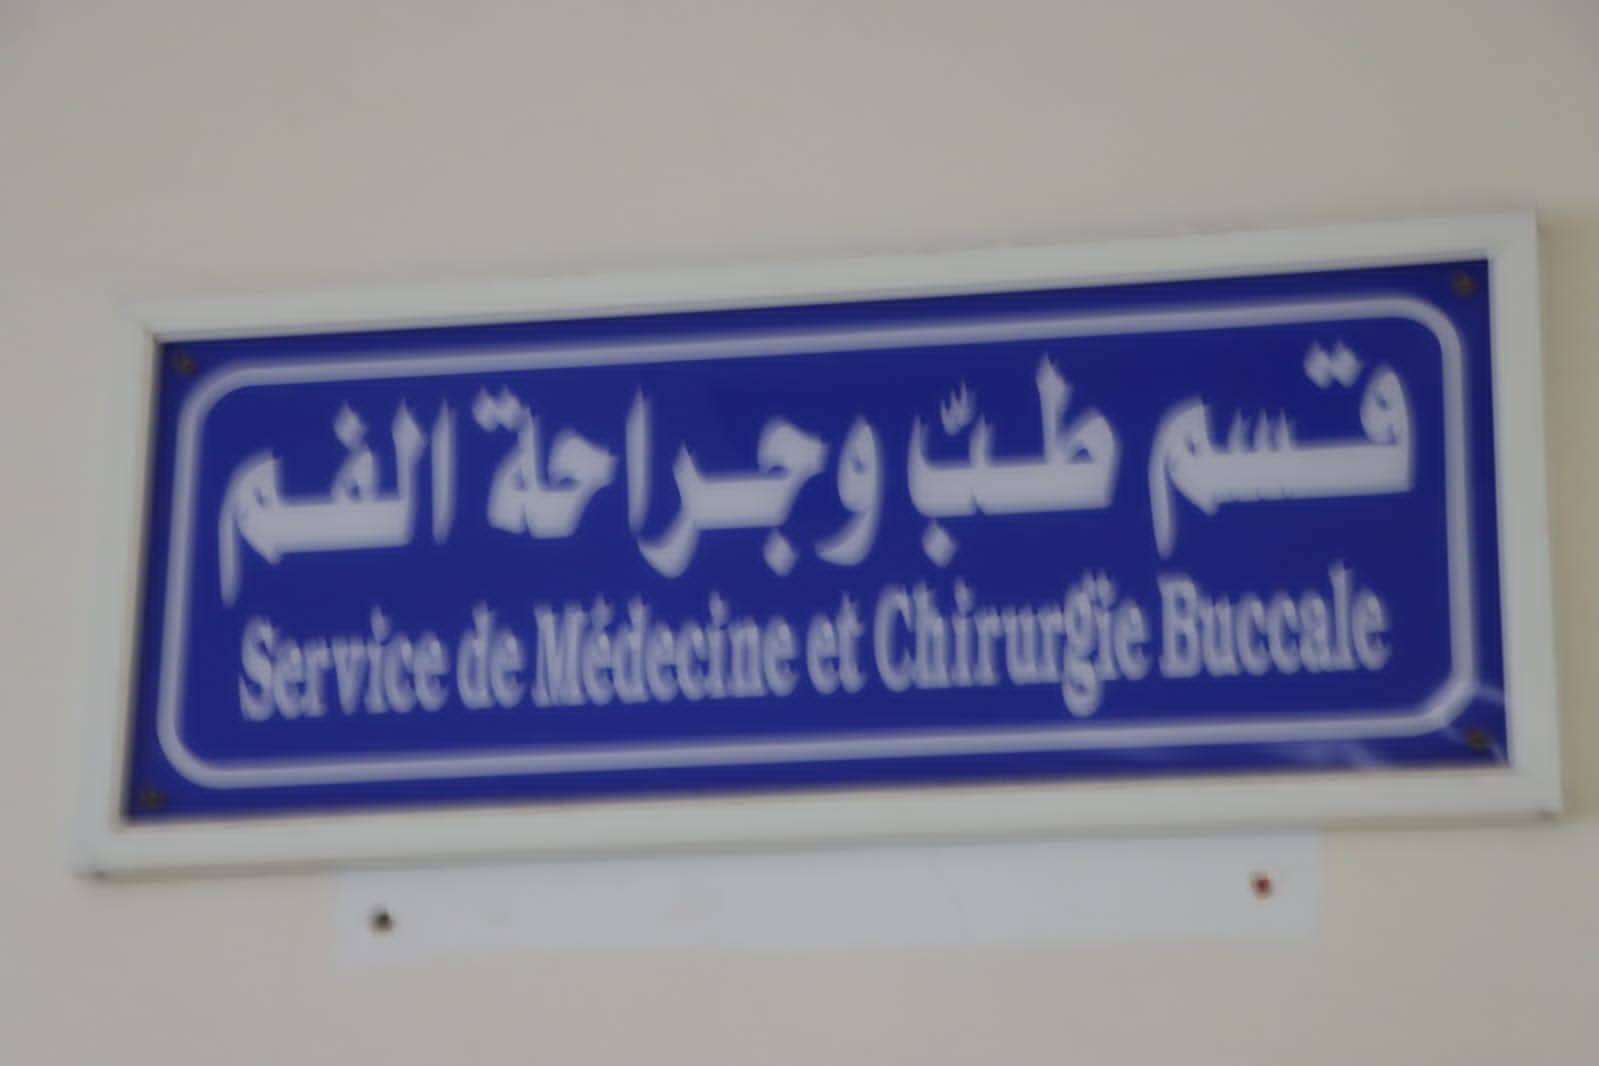 قسم طبّ وجراحة الفم
Service de Médecine et Chirurgie Buccale